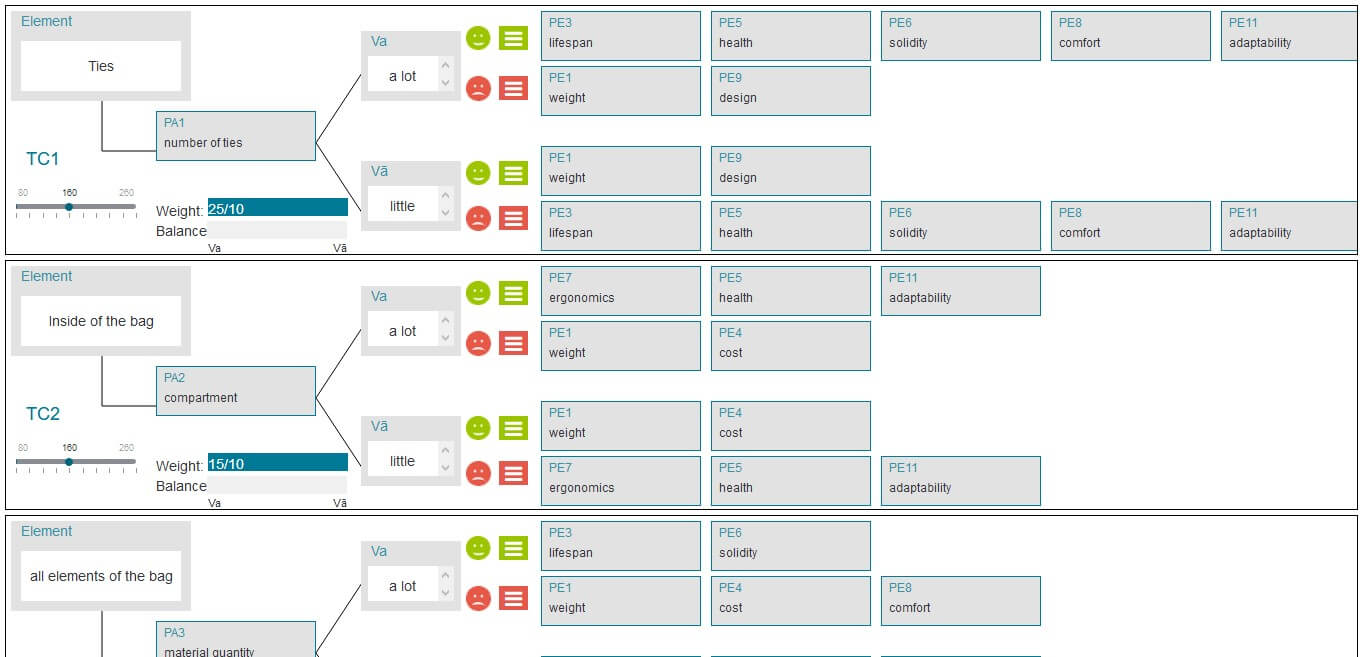 Element
Ties
TC1
80 160 260
PA1
number of ties
Weight: 25/10
Balance
Va Vā
Va
a lot
PE3 PE5 PE6 PE8 PE11
lifespan health solidity comfort adaptability
PE1 PE9
weight design
Vā
little
PE1 PE9
weight design
PE3 PE5 PE6 PE8 PE11
lifespan health solidity comfort adaptability
Element
Inside of the bag
TC2
80 160 260
PA2
compartment
Weight: 15/10
Balance
Va Vā
Va
a lot
PE7 PE5 PE11
ergonomics health adaptability
PE1 PE4
weight cost
Vā
little
PE1 PE4
weight cost
PE7 PE5 PE11
ergonomics health adaptability
Element
all elements of the bag
PA3
material quantity
Va
a lot
PE3 PE6
lifespan solidity
PE1 PE4 PE8
weight cost comfort